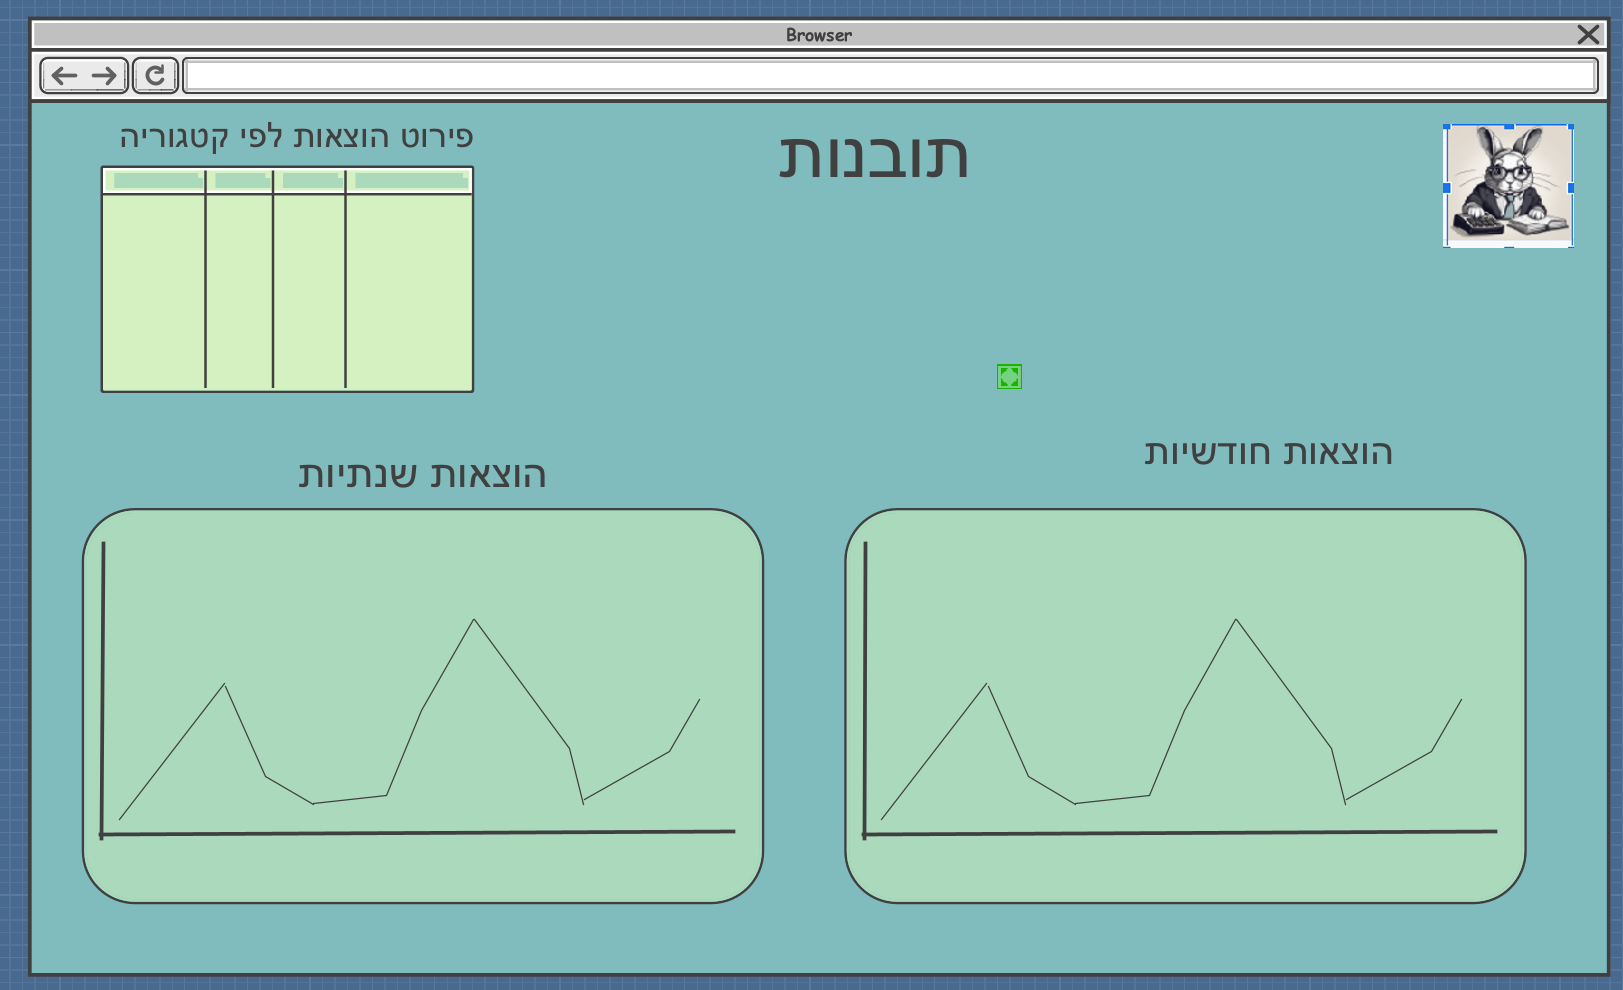 Browser
תובנות
פירוט הוצאות לפי קטגוריה
הוצאות חודשיות
הוצאות שנתיות